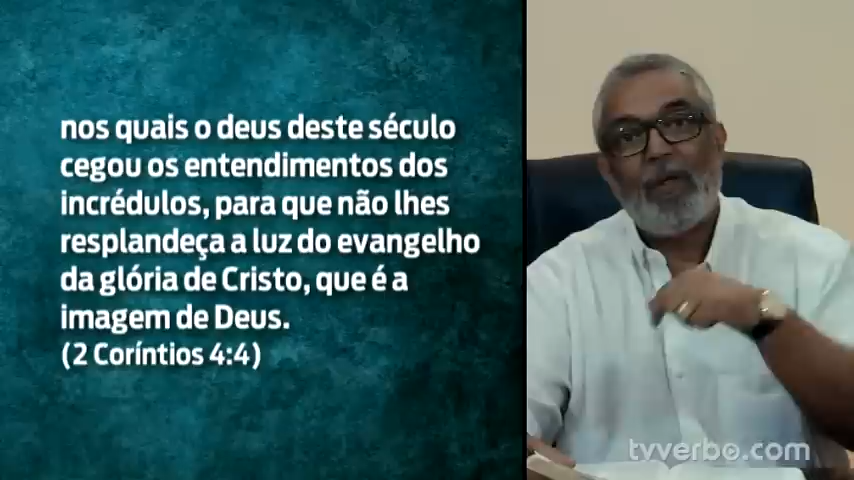 nos quais o deus deste século
cegou os entendimentos dos
incrédulos, para que não lhes
resplandeça a luz do evangelho
da glória de Cristo, que é a
imagem de Deus.
(2 Coríntios 4:4)
tvverbo.com